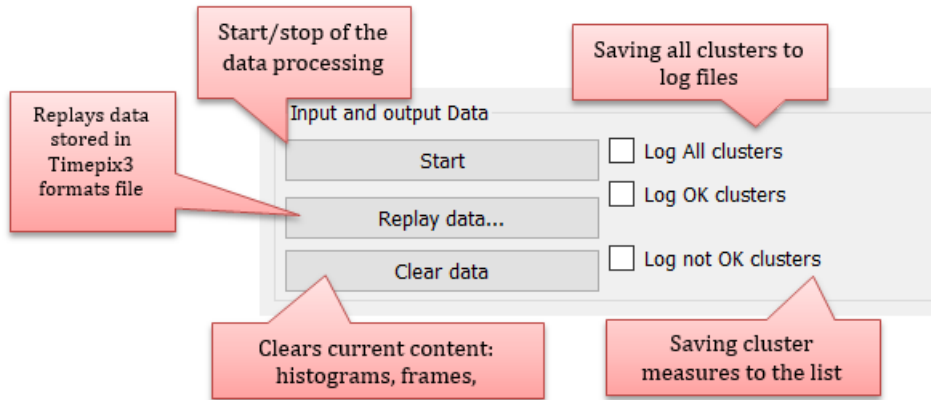 Start/stop of the
data processing
Saving all clusters to
log files
Replays data
stored in
Timepix3
formats file
Input and output Data
Start
Log All clusters
Log OK clusters
Replay data...
Log not OK clusters
Clear data
Clears current content:
histograms, frames,
Saving cluster
measures to the list